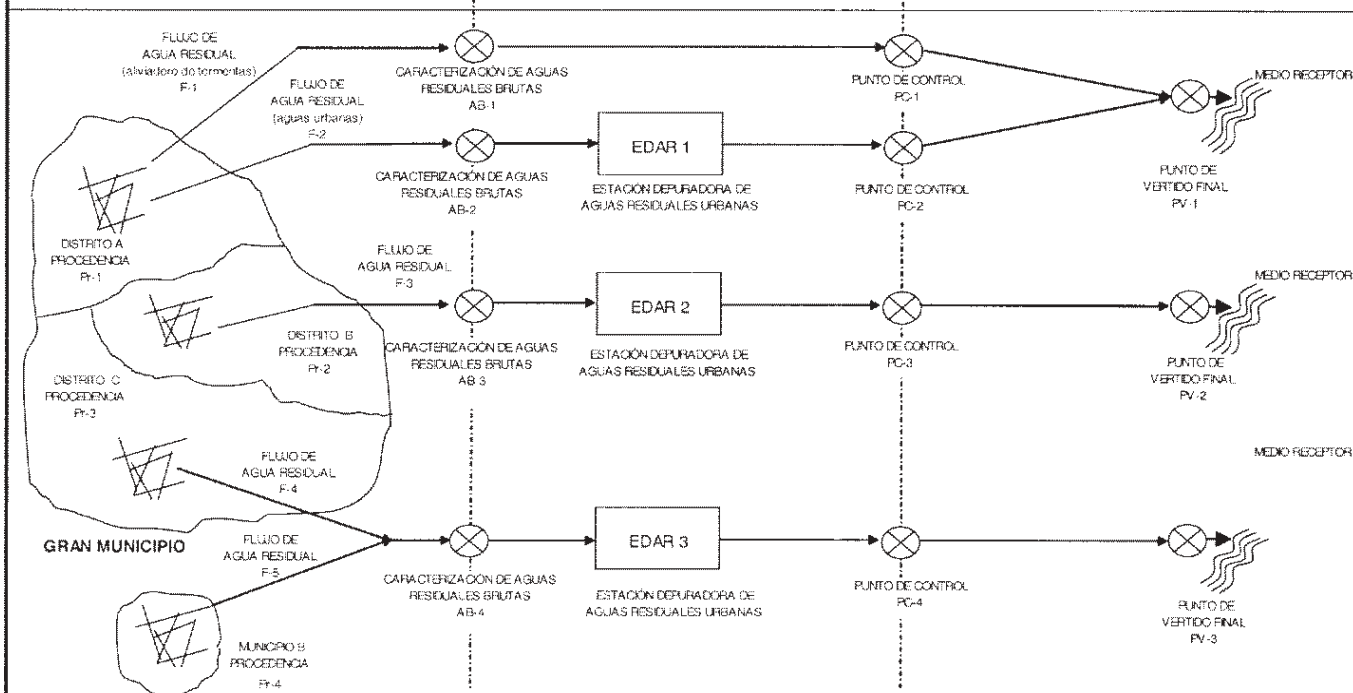 FLUJO DE
AGUA RESIDUAL
(aliviadero de tormentas)
F-1
FLUJO DE
AGUA RESIDUAL
(aguas urbanas)
F-2
CARACTERIZACIÓN DE AGUAS
RESIDUALES BRUTAS
AB-1
PUNTO DE CONTROL
PC-1
MEDIO RECEPTOR
CARACTERIZACIÓN DE AGUAS
RESIDUALES BRUTAS
AB-2
EDAR 1
ESTACIÓN DEPURADORA DE
AGUAS RESIDUALES URBANAS
PUNTO DE CONTROL
PC-2
PUNTO DE
VERTIDO FINAL
PV-1
DISTRITO A
PROCEDENCIA
Pr-1
FLUJO DE
AGUA RESIDUAL
F-3
DISTRITO B
PROCEDENCIA
Pr-2
CARACTERIZACIÓN DE AGUAS
RESIDUALES BRUTAS
AB-3
EDAR 2
ESTACIÓN DEPURADORA DE
AGUAS RESIDUALES URBANAS
PUNTO DE CONTROL
PC-3
MEDIO RECEPTOR
PUNTO DE
VERTIDO FINAL
PV-2
DISTRITO C
PROCEDENCIA
Pr-3
FLUJO DE
AGUA RESIDUAL
F-4
MEDIO RECEPTOR
GRAN MUNICIPIO
FLUJO DE
AGUA RESIDUAL
F-5
CARACTERIZACIÓN DE AGUAS
RESIDUALES BRUTAS
AB-4
EDAR 3
ESTACIÓN DEPURADORA DE
AGUAS RESIDUALES URBANAS
PUNTO DE CONTROL
PC-4
PUNTO DE
VERTIDO FINAL
PV-3
MUNICIPIO B
PROCEDENCIA
Pr-4